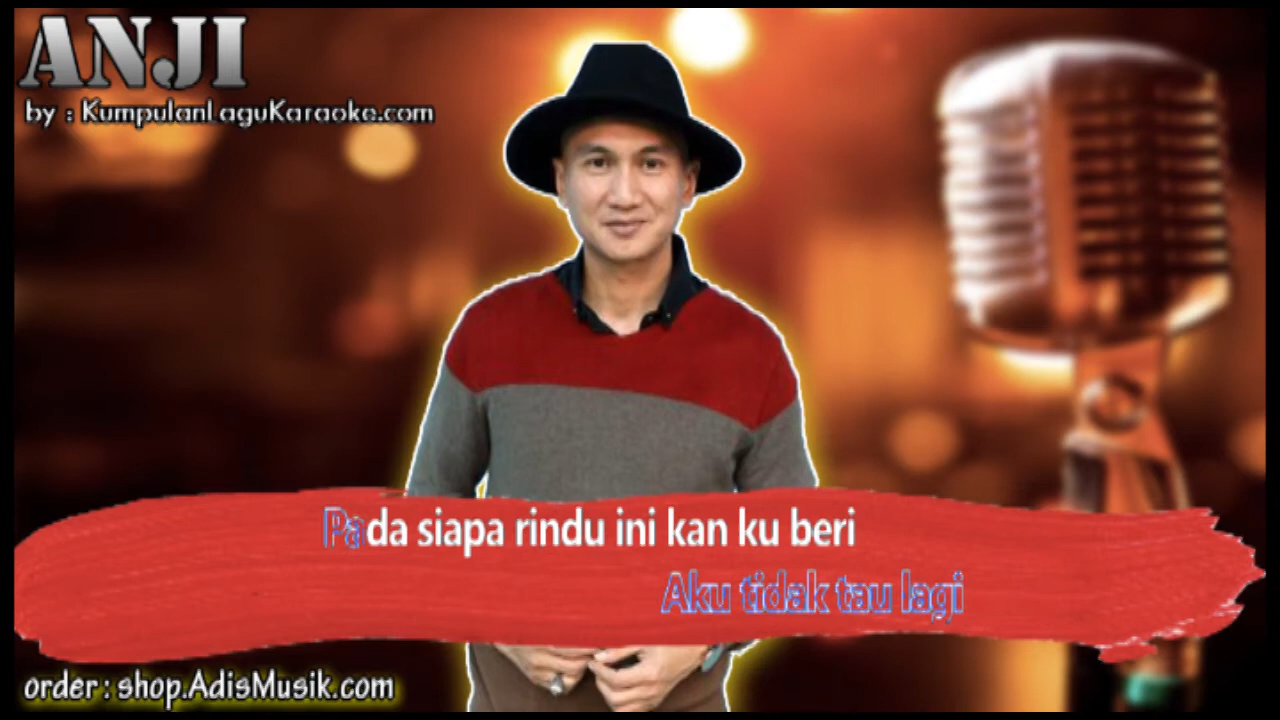 ANJI
by : KumpulanLaguKaraoke.com
Pada siapa rindu ini kan ku beri
Aku tidak tau lagi
order : shop.AdisMusik.com